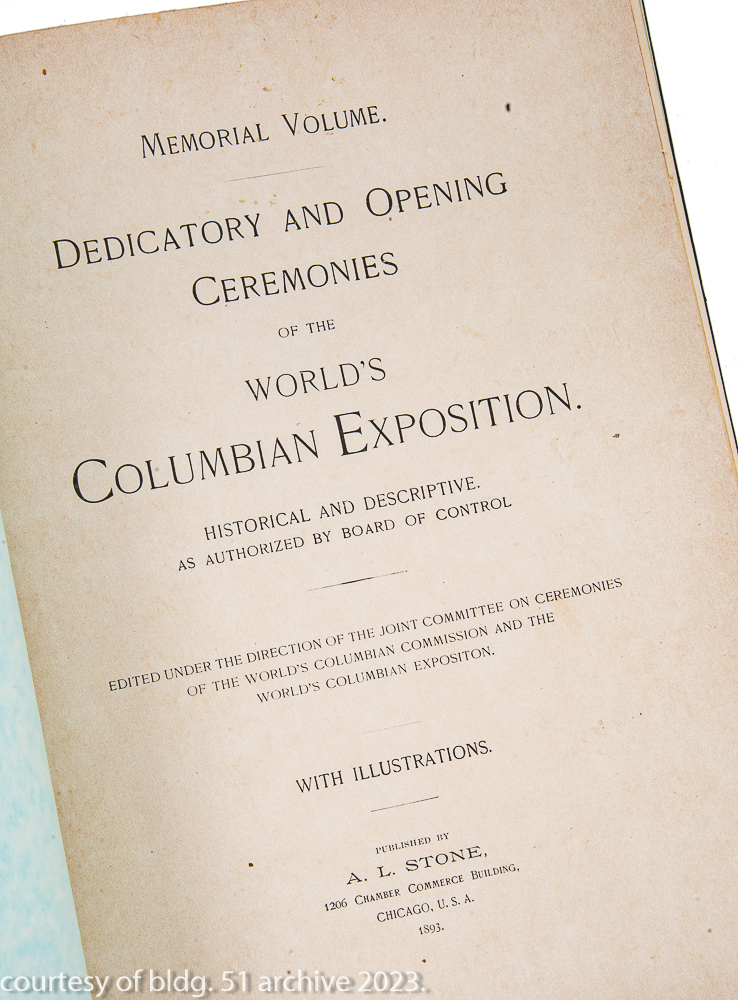 MEMORIAL VOLUME.
DEDICATORY AND OPENING
CEREMONIES
OF THE
WORLD'S
COLUMBIAN EXPOSITION.
HISTORICAL AND DESCRIPTIVE.
AS AUTHORIZED BY BOARD OF CONTROL
EDITED UNDER THE DIRECTION OF THE JOINT COMMITTEE ON CEREMONIES
OF THE WORLD'S COLUMBIAN COMMISSION AND THE
WORLD'S COLUMBIAN EXPOSITON.
WITH ILLUSTRATIONS.
PUBLISHED BY
A. L. STONE,
1206 CHAMBER COMMERCE BUILDING,
CHICAGO, U. S. A.
1893.
courtesy of bldg. 51 archive 2023.